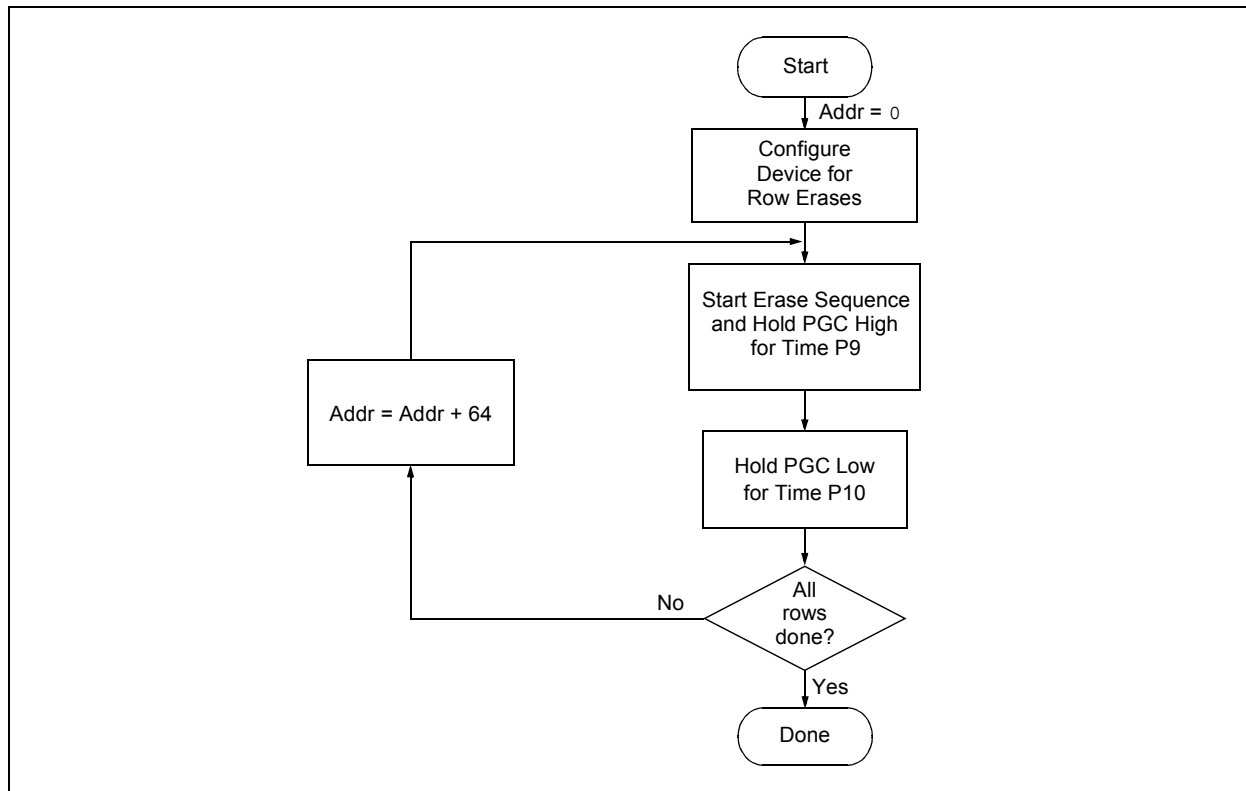 Start
Addr = 0
Configure
Device for
Row Erases
Start Erase Sequence
and Hold PGC High
for Time P9
Addr = Addr + 64
Hold PGC Low
for Time P10
All
rows
done?
No
Yes
Done